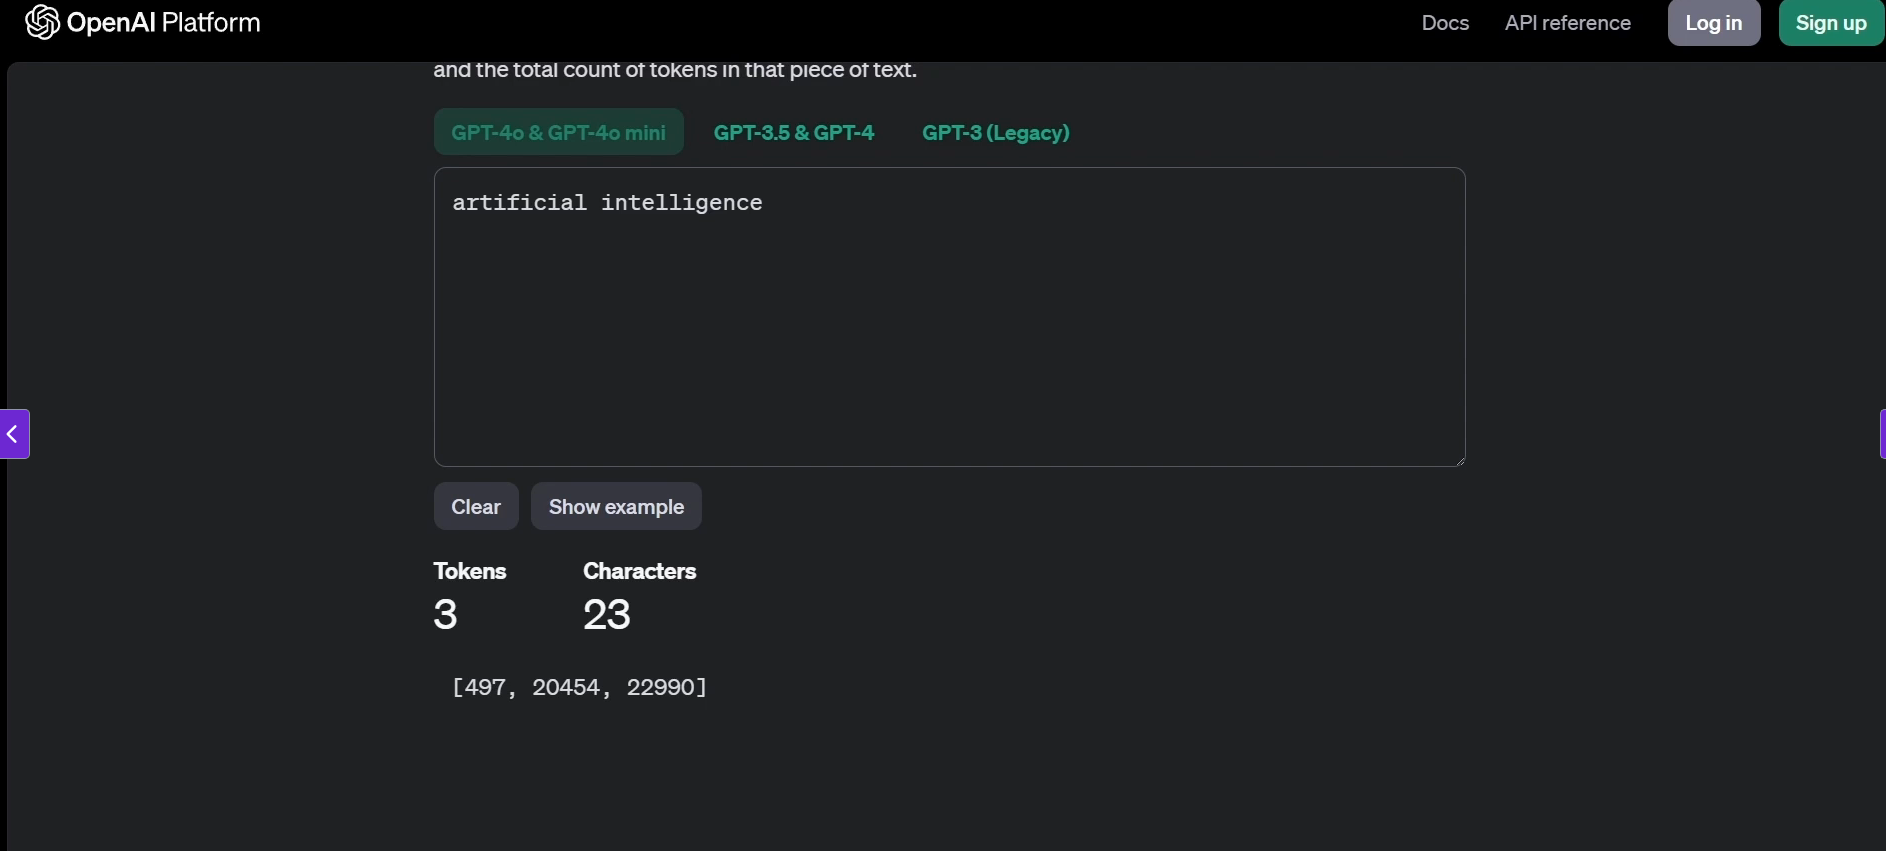 OpenAI Platform
Docs API reference Log in Sign up
and the total count of tokens in that piece of text.
GPT-4o & GPT-4o mini GPT-3.5 & GPT-4 GPT-3 (Legacy)
artificial intelligence
Clear Show example
Tokens Characters
3 23
[497, 20454, 22990]